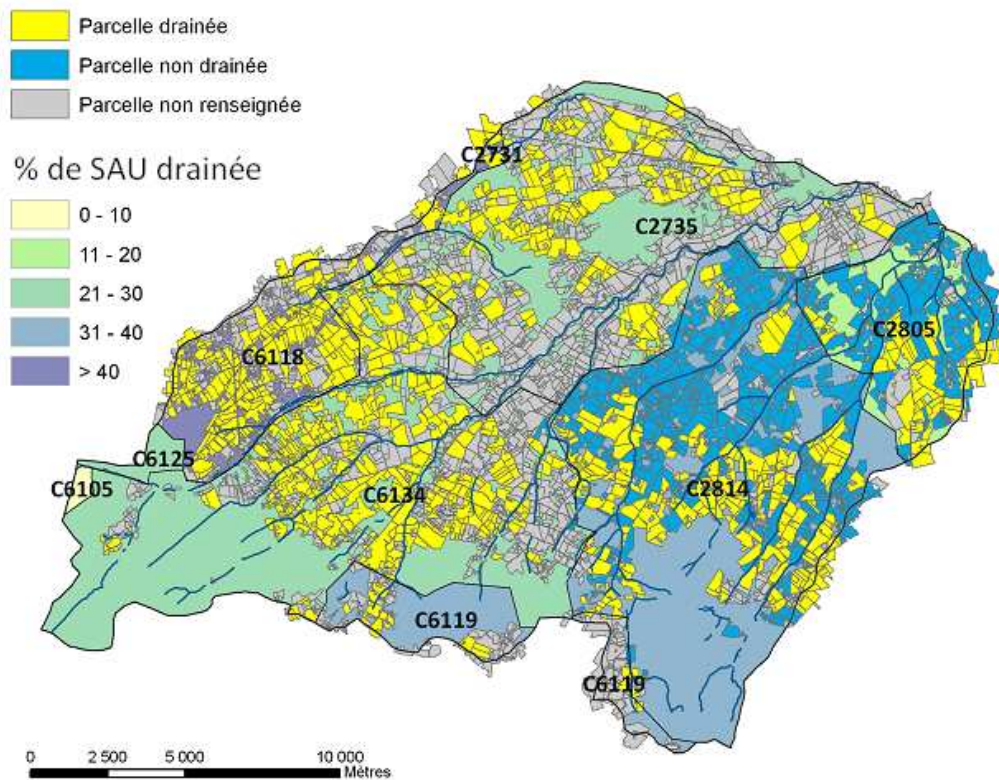 Parcelle drainée
Parcelle non drainée
Parcelle non renseignée
% de SAU drainée
0 - 10
11 - 20
21 - 30
31 - 40
> 40
C2731
C2735
C2805
C6118
C6125
C6105
C6134
C2814
C6119
C6119
0 2 500 5 000 10 000
Mètres